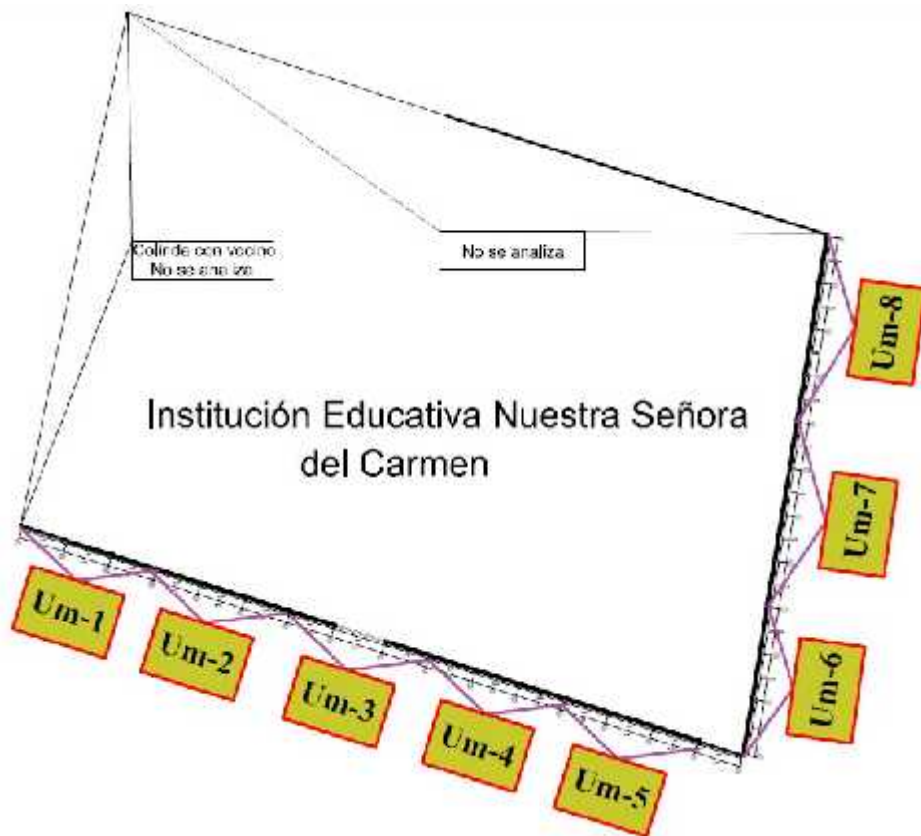 Colinda con vecino
No se analiza
No se analiza
Institución Educativa Nuestra Señora
del Carmen
Um-8
Um-7
Um-6
Um-1
Um-2
Um-3
Um-4
Um-5